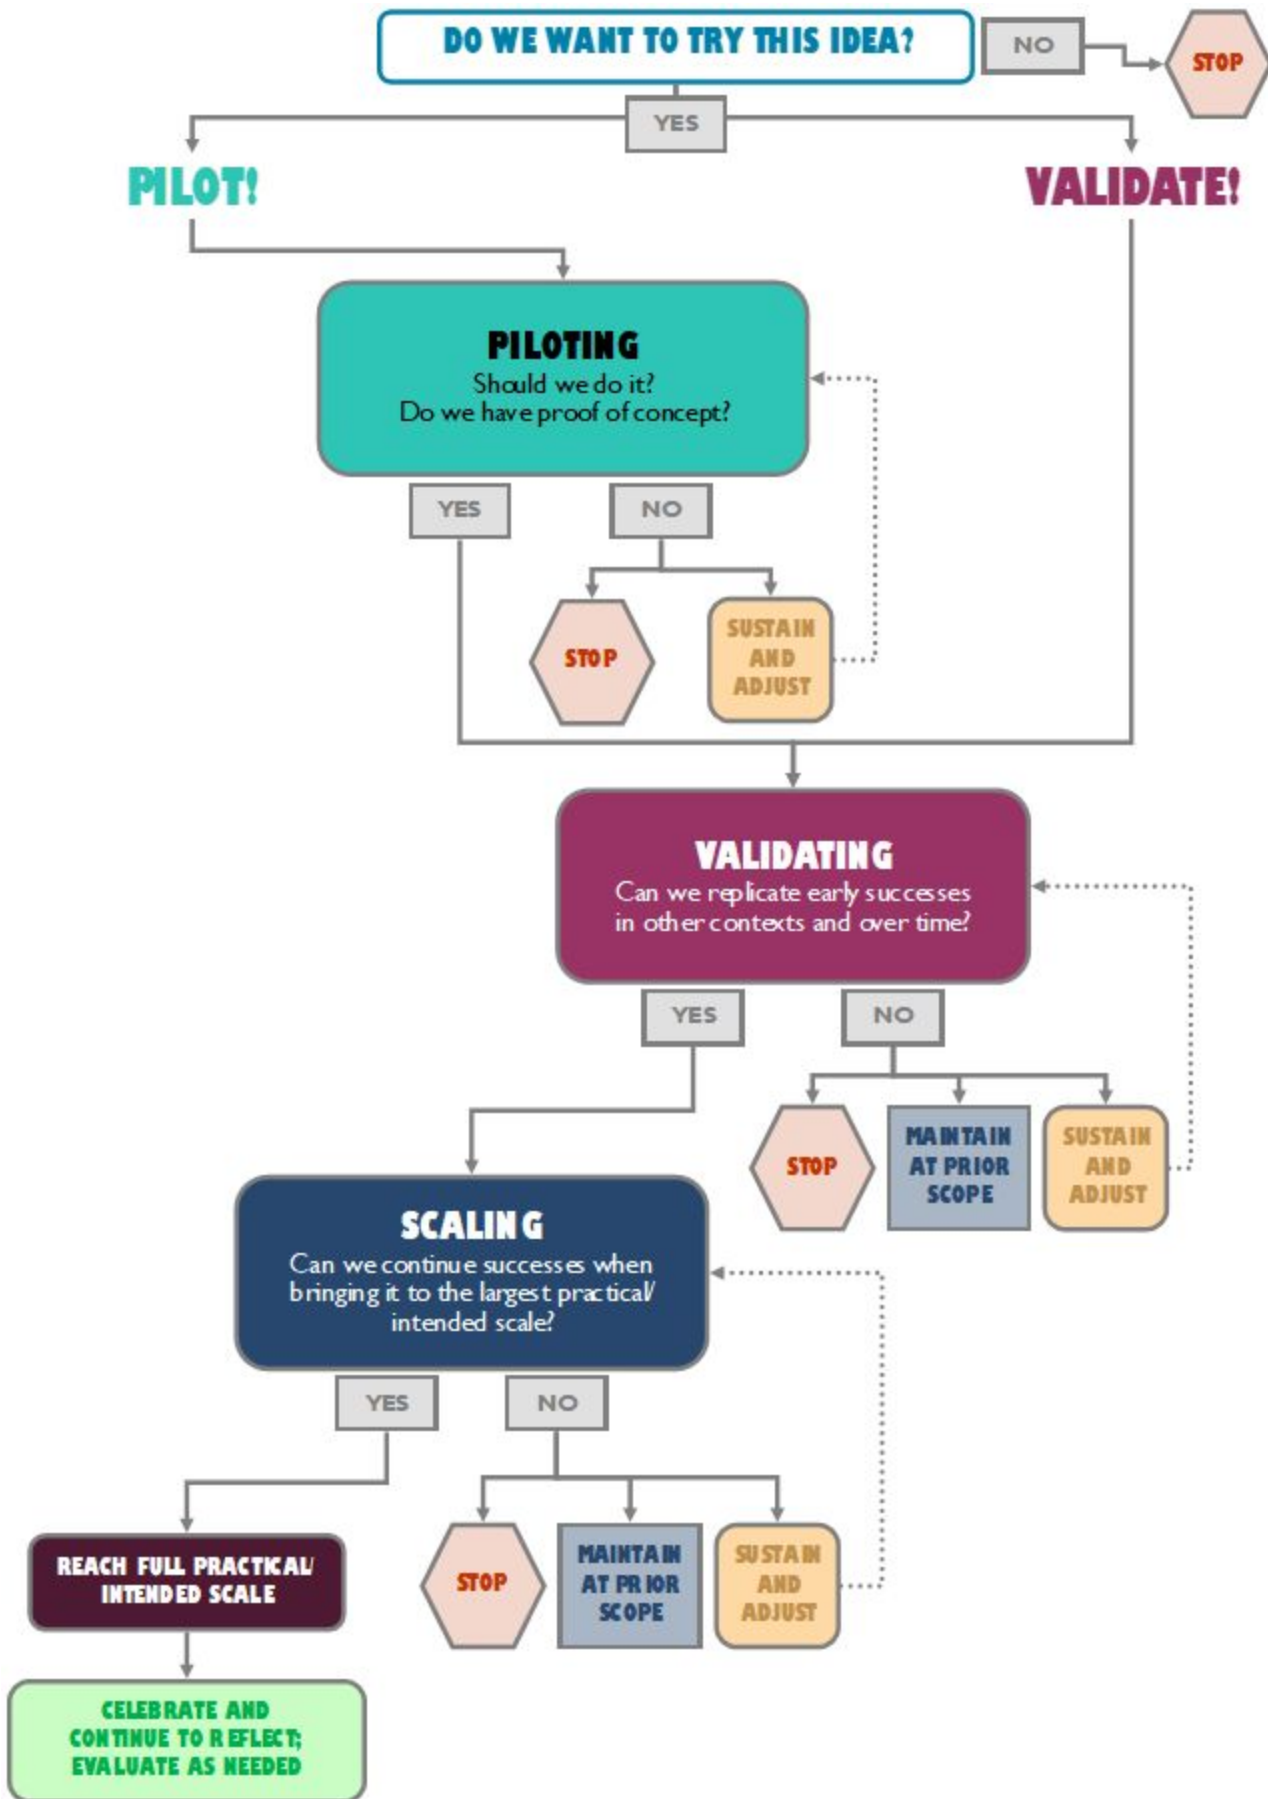 DO WE WANT TO TRY THIS IDEA?
NO
STOP
YES
PILOT!
VALIDATE!
PILOTING
Should we do it?
Do we have proof of concept?
YES
NO
STOP
SUSTAIN
AND
ADJUST
VALIDATING
Can we replicate early successes
in other contexts and over time?
YES
NO
STOP
MAINTAIN
AT PRIOR
SCOPE
SUSTAIN
AND
ADJUST
SCALING
Can we continue successes when
bringing it to the largest practical/
intended scale?
YES
NO
STOP
MAINTAIN
AT PRIOR
SCOPE
SUSTAIN
AND
ADJUST
REACH FULL PRACTICAL/
INTENDED SCALE
CELEBRATE AND
CONTINUE TO REFLECT;
EVALUATE AS NEEDED